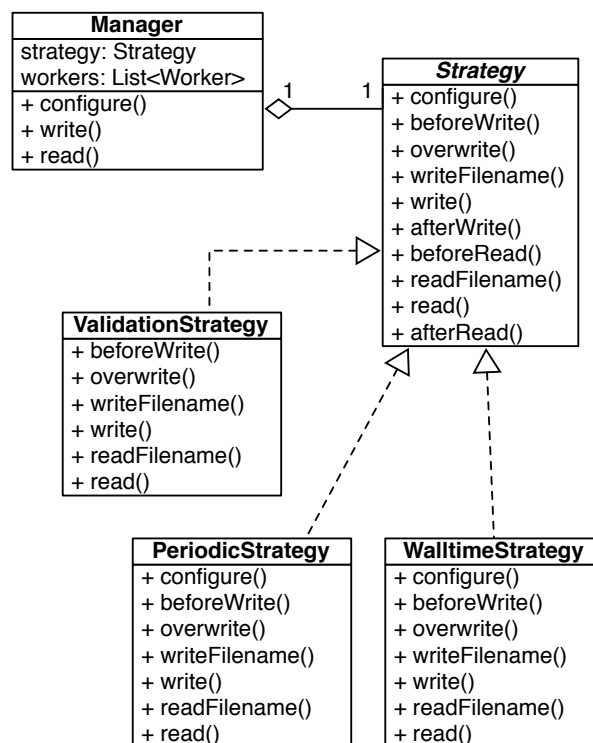 Manager
strategy: Strategy
workers: List<Worker>
+ configure()
+ write()
+ read()
1
1
Strategy
+ configure()
+ beforeWrite()
+ overwrite()
+ writeFilename()
+ write()
+ afterWrite()
+ beforeRead()
+ readFilename()
+ read()
+ afterRead()
ValidationStrategy
+ beforeWrite()
+ overwrite()
+ writeFilename()
+ write()
+ readFilename()
+ read()
PeriodicStrategy
+ configure()
+ beforeWrite()
+ overwrite()
+ writeFilename()
+ write()
+ readFilename()
+ read()
WalltimeStrategy
+ configure()
+ beforeWrite()
+ overwrite()
+ writeFilename()
+ write()
+ readFilename()
+ read()